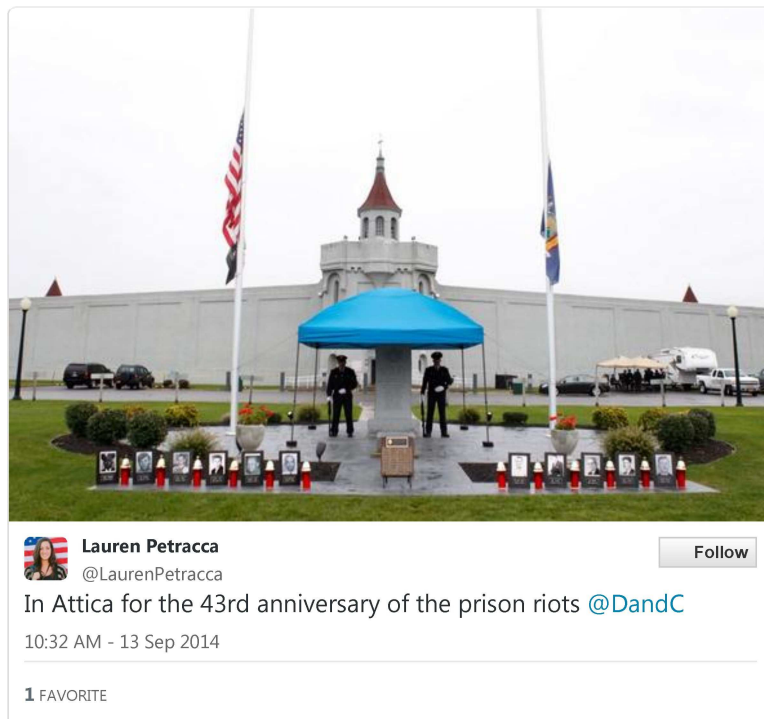 Lauren Petracca
@LaurenPetracca
Follow
In Attica for the 43rd anniversary of the prison riots @DandC
10:32 AM - 13 Sep 2014
1 FAVORITE